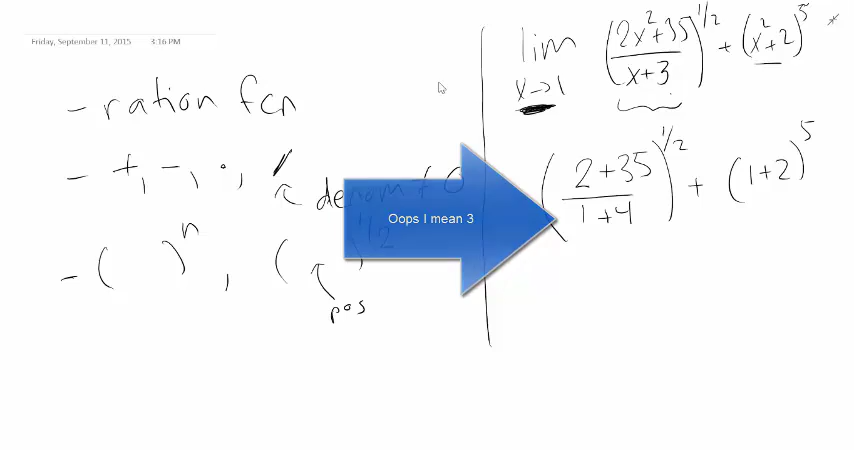 Friday, September 11, 2015 3:16 PM
- ration fcn
- +, -, ·, / denom ≠ 0
- ( )^n, ( )^1/2
pos
lim x→1 ((2x²+35)/(x+3))^1/2 + (x²+2)^5 *
((2+35)/(1+4))^1/2 + (1+2)^5
Oops I mean 3